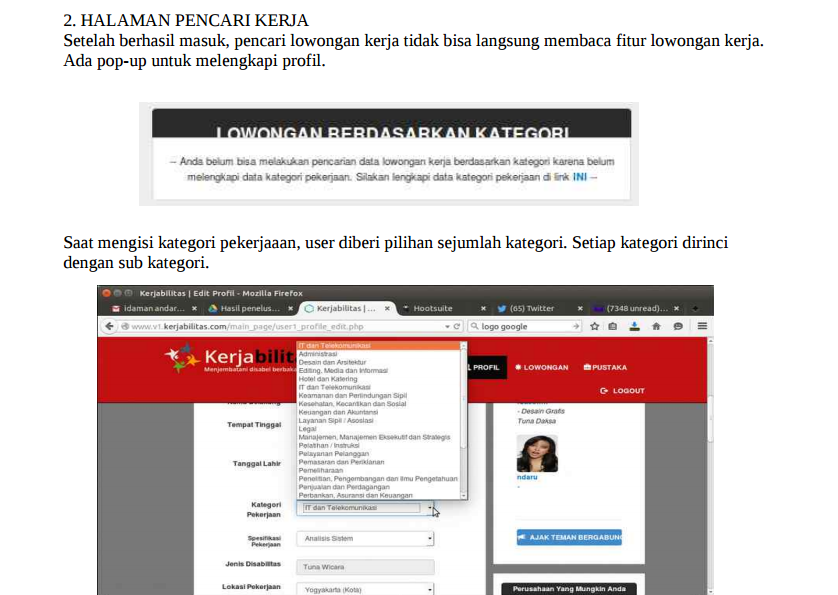 2. HALAMAN PENCARI KERJA
Setelah berhasil masuk, pencari lowongan kerja tidak bisa langsung membaca fitur lowongan kerja.
Ada pop-up untuk melengkapi profil.
LOWONGAN BERDASARKAN KATEGORI
-- Anda belum bisa melakukan pencarian data lowongan kerja berdasarkan kategori karena belum
melengkapi data kategori pekerjaan. Silakan lengkapi data kategori pekerjaan di link INI --
Saat mengisi kategori pekerjaaan, user diberi pilihan sejumlah kategori. Setiap kategori dirinci
dengan sub kategori.
Kerjabilitas | Edit Profil - Mozilla Firefox
idaman andar... Hasil penelus... Kerjabilitas | ... Hootsuite (65) Twitter (7348 unread)...
www.v1.kerjabilitas.com/main_page/user1_profile_edit.php logo google
Kerjabilit
Menjembatani disabel berbaka
PROFIL LOWONGAN PUSTAKA
LOGOUT
IT dan Telekomunikasi
Administrasi
Desain dan Arsitektur
Editing, Media dan Informasi
Hotel dan Katering
IT dan Telekomunikasi
Keamanan dan Perlindungan Sipil
Kesehatan, Kecantikan dan Sosial
Keuangan dan Akuntansi
Layanan Sipil / Asosiasi
Legal
Manajemen, Manajemen Eksekutif dan Strategis
Pelatihan / Instruksi
Pelayanan Pelanggan
Pemasaran dan Periklanan
Pemeliharaan
Penelitian, Pengembangan dan Ilmu Pengetahuan
Penjualan dan Perdagangan
Perbankan, Asuransi dan Keuangan
Tempat Tinggal
Tanggal Lahir
Kategori
Pekerjaan
IT dan Telekomunikasi
Spesifikasi
Pekerjaan
Analisis Sistem
Jenis Disabilitas
Tuna Wicara
Lokasi Pekerjaan
Yogyakarta (Kota)
- Desain Grafis
Tuna Daksa
ndaru
-
AJAK TEMAN BERGABUNG
Perusahaan Yang Mungkin Anda